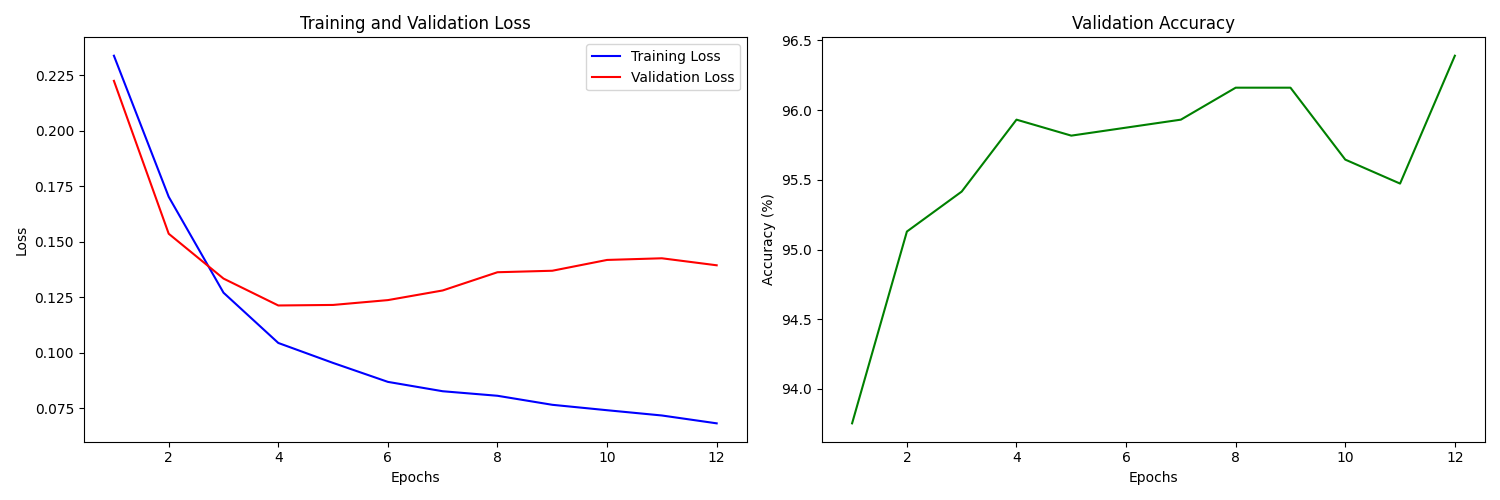 Training and Validation Loss
Training Loss
Validation Loss
0.225
0.200
0.175
0.150
0.125
0.100
0.075
Loss
2 4 6 8 10 12
Epochs
Validation Accuracy
96.5
96.0
95.5
95.0
94.5
94.0
Accuracy (%)
2 4 6 8 10 12
Epochs